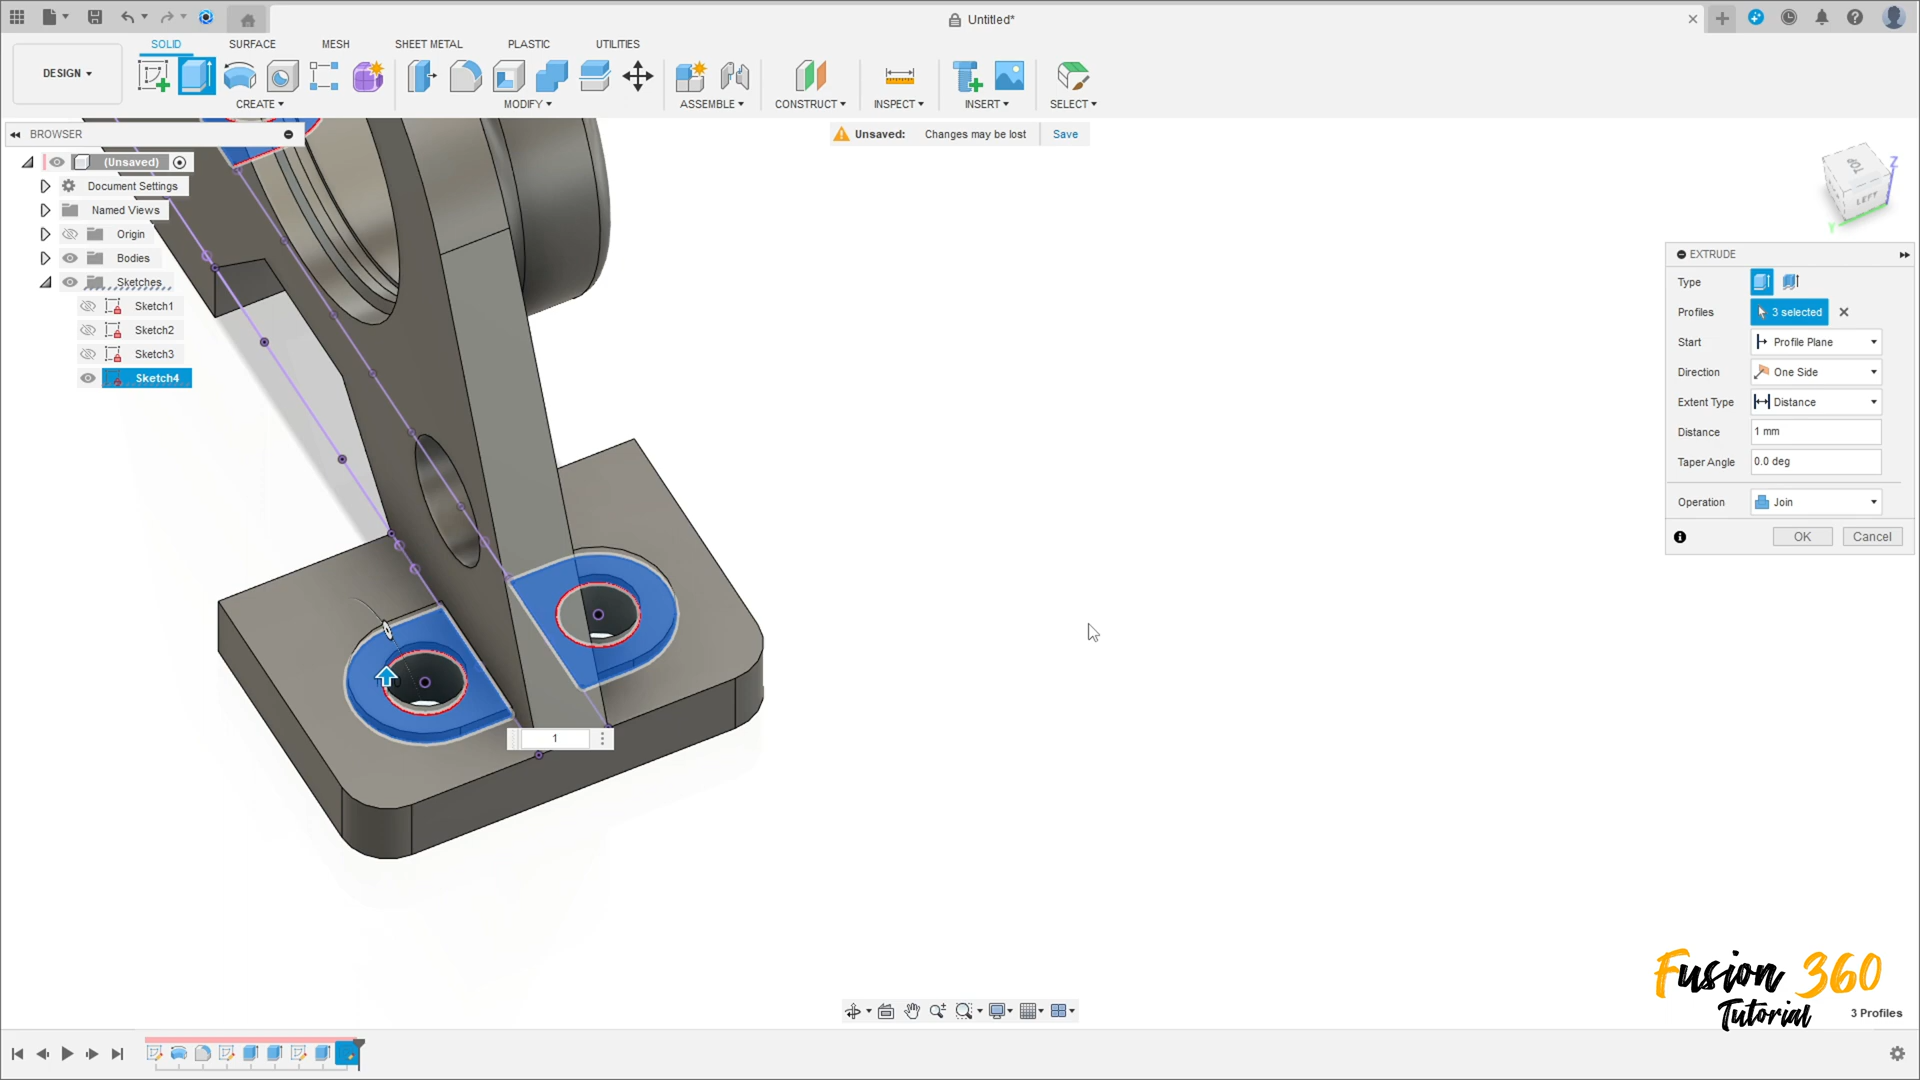 Untitled*
DESIGN
SOLID
SURFACE
MESH
SHEET METAL
PLASTIC
UTILITIES
CREATE
MODIFY
ASSEMBLE
CONSTRUCT
INSPECT
INSERT
SELECT
BROWSER
Unsaved: Changes may be lost Save
(Unsaved)
Document Settings
Named Views
Origin
Bodies
Sketches
Sketch1
Sketch2
Sketch3
Sketch4
TOP
LEFT
Z
Y
EXTRUDE
Type
Profiles 3 selected
Start Profile Plane
Direction One Side
Extent Type Distance
Distance 1 mm
Taper Angle 0.0 deg
Operation Join
OK Cancel
1
Fusion 360
Tutorial
3 Profiles